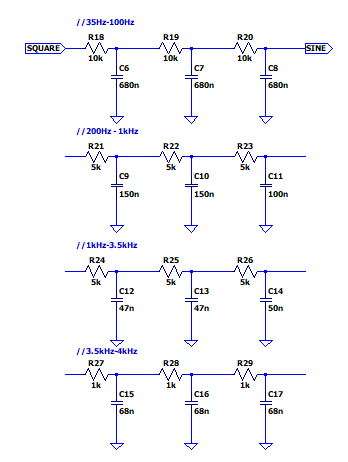 //35Hz-100Hz
R18 R19 R20
SQUARE SINE
10k 10k 10k
C6 C7 C8
680n 680n 680n
//200Hz - 1kHz
R21 R22 R23
5k 5k 5k
C9 C10 C11
150n 150n 100n
//1kHz-3.5kHz
R24 R25 R26
5k 5k 5k
C12 C13 C14
47n 47n 50n
//3.5kHz-4kHz
R27 R28 R29
1k 1k 1k
C15 C16 C17
68n 68n 68n